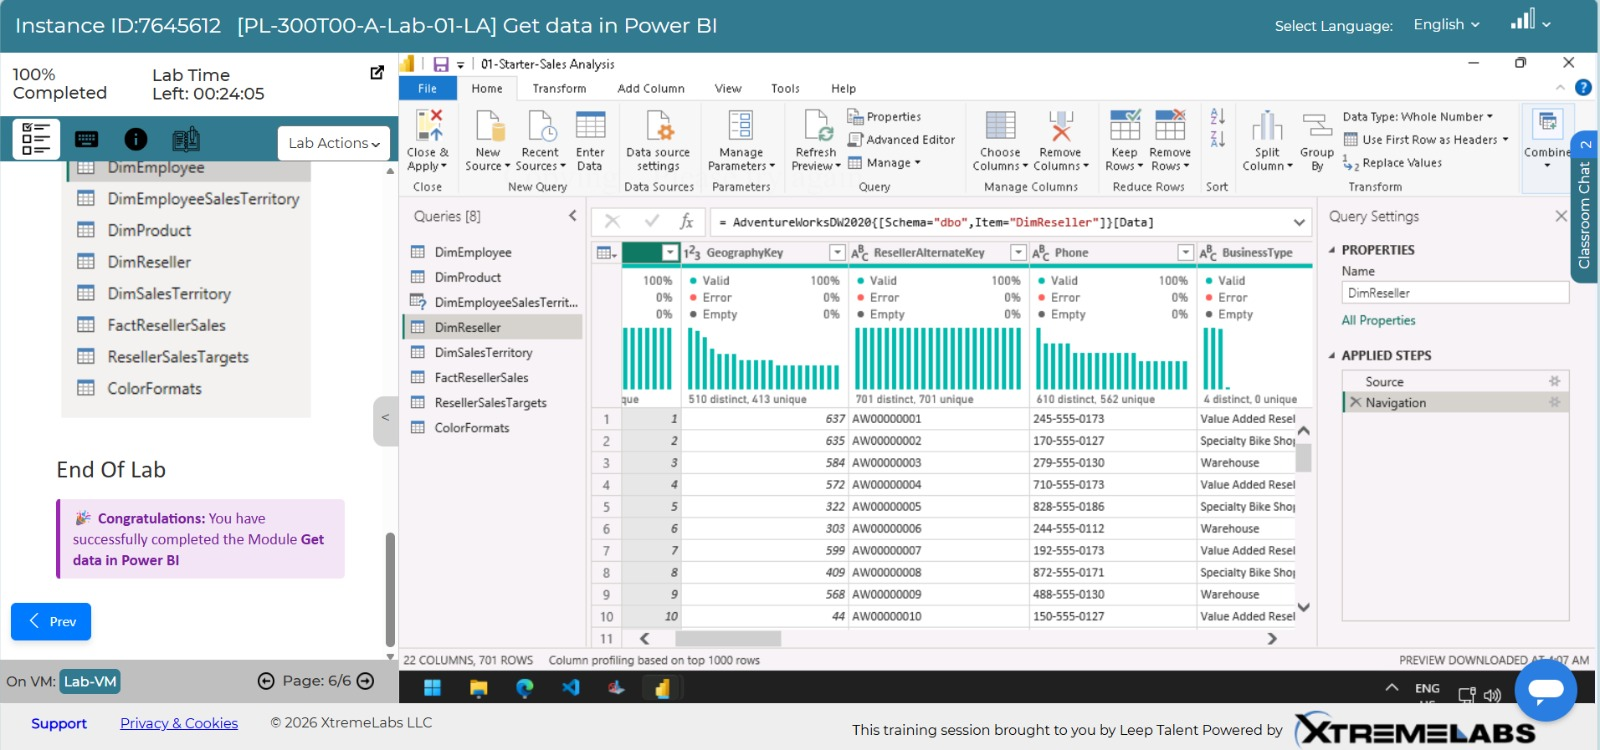 Instance ID:7645612 [PL-300T00-A-Lab-01-LA] Get data in Power BI
Select Language: English
100% Completed
Lab Time Left: 00:24:05
Lab Actions
DimEmployee
DimEmployeeSalesTerritory
DimProduct
DimReseller
DimSalesTerritory
FactResellerSales
ResellerSalesTargets
ColorFormats
End Of Lab
Congratulations: You have
successfully completed the Module Get
data in Power BI
Prev
On VM: Lab-VM
Page: 6/6
01-Starter-Sales Analysis
File Home Transform Add Column View Tools Help
Close & Apply
Close
New Source
Recent Sources
Enter Data
New Query
Data source settings
Data Sources
Manage Parameters
Parameters
Refresh Preview
Properties
Advanced Editor
Manage
Query
Choose Columns
Remove Columns
Manage Columns
Keep Rows
Remove Rows
Reduce Rows
Sort
Split Column
Group By
Data Type: Whole Number
Use First Row as Headers
Replace Values
Transform
Combine
Queries [8]
DimEmployee
DimProduct
DimEmployeeSalesTerrit...
DimReseller
DimSalesTerritory
FactResellerSales
ResellerSalesTargets
ColorFormats
= AdventureWorksDW2020{[Schema="dbo",Item="DimReseller"]}[Data]
GeographyKey ResellerAlternateKey Phone BusinessType
100% Valid 100% Valid 100% Valid 100% Valid
0% Error 0% Error 0% Error 0% Error
0% Empty 0% Empty 0% Empty 0% Empty
que 510 distinct, 413 unique 701 distinct, 701 unique 610 distinct, 562 unique 4 distinct, 0 unique
1 1 637 AW00000001 245-555-0173 Value Added Resel
2 2 635 AW00000002 170-555-0127 Specialty Bike Shop
3 3 584 AW00000003 279-555-0130 Warehouse
4 4 572 AW00000004 710-555-0173 Value Added Resel
5 5 322 AW00000005 828-555-0186 Specialty Bike Shop
6 6 303 AW00000006 244-555-0112 Warehouse
7 7 599 AW00000007 192-555-0173 Value Added Resel
8 8 409 AW00000008 872-555-0171 Specialty Bike Shop
9 9 568 AW00000009 488-555-0130 Warehouse
10 10 44 AW00000010 150-555-0127 Value Added Resel
11
Query Settings
PROPERTIES
Name
DimReseller
All Properties
APPLIED STEPS
Source
Navigation
Classroom Chat 2
22 COLUMNS, 701 ROWS Column profiling based on top 1000 rows
PREVIEW DOWNLOADED AT 4:07 AM
ENG
Support Privacy & Cookies © 2026 XtremeLabs LLC
This training session brought to you by Leep Talent Powered by XTREMELABS